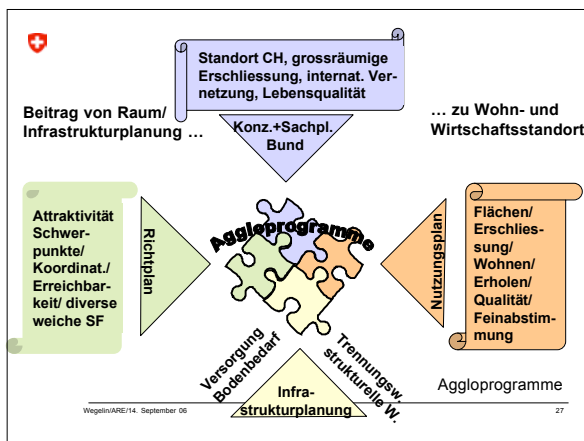 Standort CH, grossräumige
Erschliessung, internat. Ver-
netzung, Lebensqualität
Beitrag von Raum/
Infrastrukturplanung ...
... zu Wohn- und
Wirtschaftsstandort
Konz.+Sachpl.
Bund
Attraktivität
Schwer-
punkte/
Koordinat./
Erreichbar-
keit/ diverse
weiche SF
Richtplan
Aggloprogramme
Nutzungsplan
Flächen/
Erschlies-
sung/
Wohnen/
Erholen/
Qualität/
Feinabstim-
mung
Versorgung
Bodenbedarf
Trennungsw.
strukturelle W.
Infra-
strukturplanung
Aggloprogramme
Wegelin/ARE/14. September 06
27